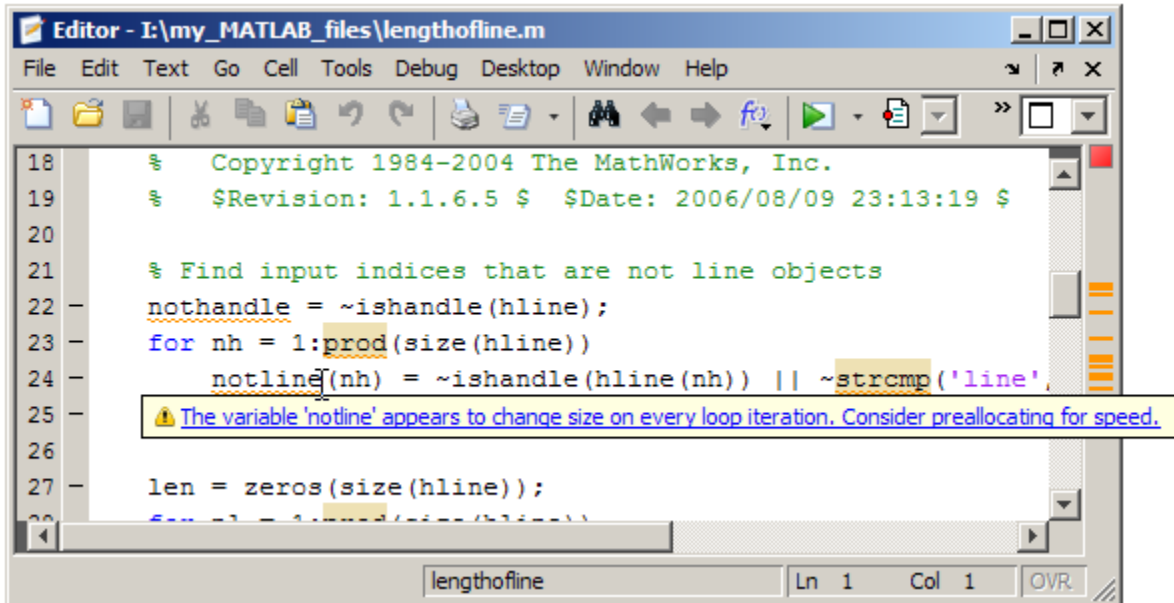 Editor - I:\my_MATLAB_files\lengthofline.m
File Edit Text Go Cell Tools Debug Desktop Window Help
18 % Copyright 1984-2004 The MathWorks, Inc.
19 % $Revision: 1.1.6.5 $ $Date: 2006/08/09 23:13:19 $
20
21 % Find input indices that are not line objects
22 – nothandle = ~ishandle(hline);
23 – for nh = 1:prod(size(hline))
24 – notline(nh) = ~ishandle(hline(nh)) || ~strcmp('line',
25 – The variable 'notline' appears to change size on every loop iteration. Consider preallocating for speed.
26
27 – len = zeros(size(hline));
lengthofline Ln 1 Col 1 OVR